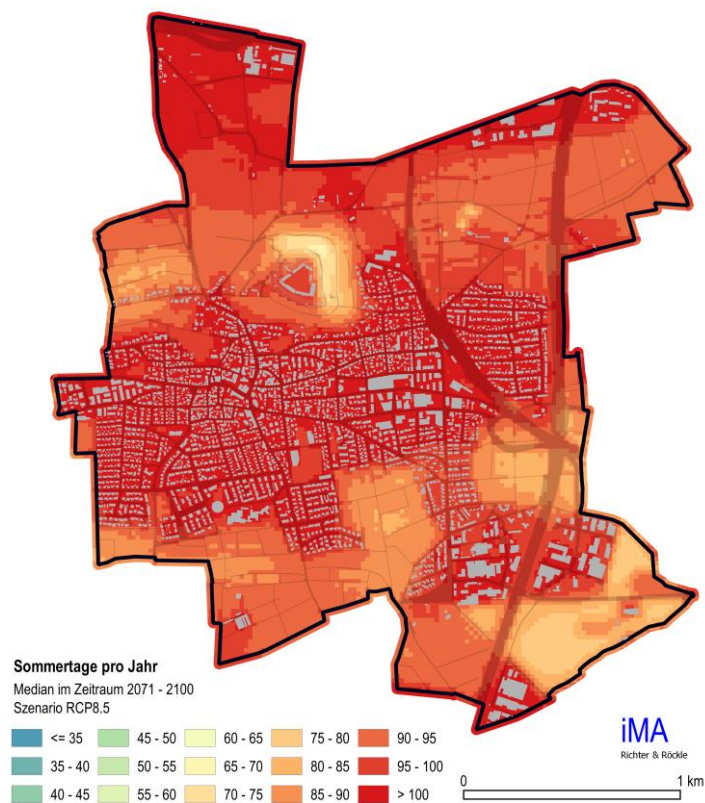 Sommertage pro Jahr
Median im Zeitraum 2071 - 2100
Szenario RCP8.5
<= 35 45 - 50 60 - 65 75 - 80 90 - 95
35 - 40 50 - 55 65 - 70 80 - 85 95 - 100
40 - 45 55 - 60 70 - 75 85 - 90 > 100
iMA
Richter & Röckle
0 1 km